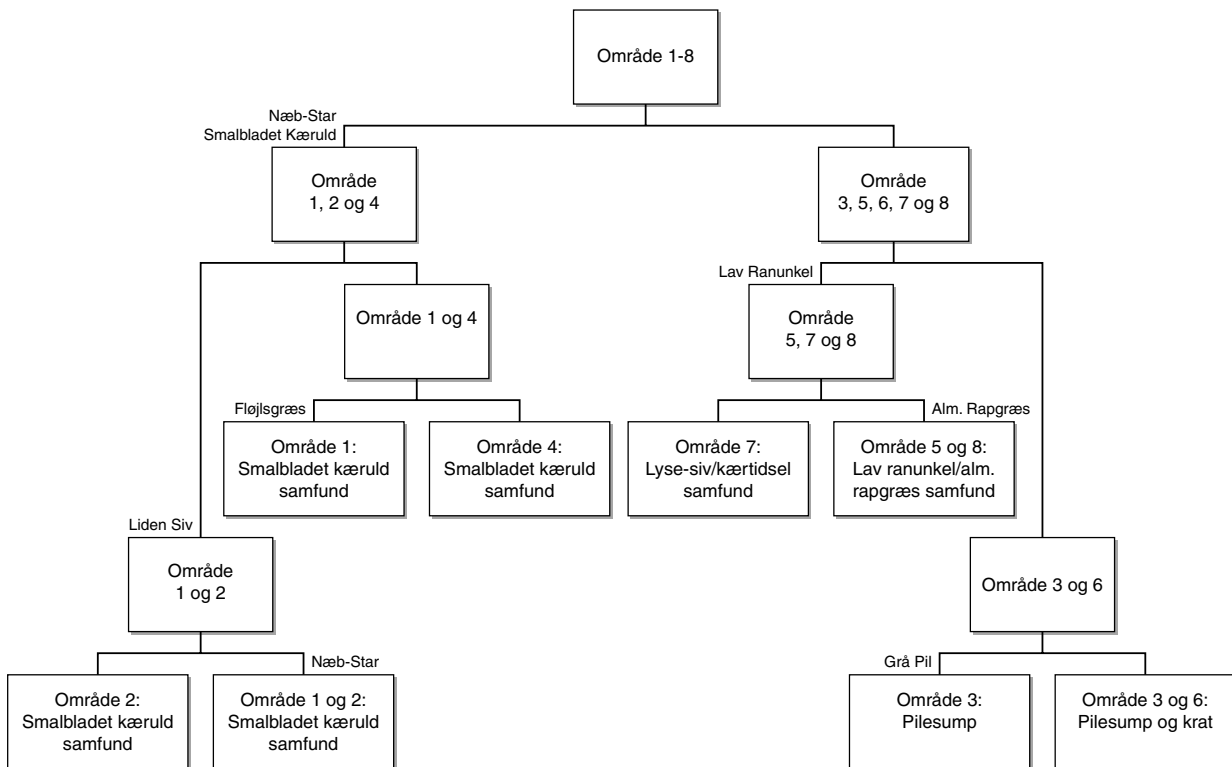 Område 1-8
Næb-Star
Smalbladet Kæruld
Område
1, 2 og 4
Område
3, 5, 6, 7 og 8
Lav Ranunkel
Område 1 og 4
Område
5, 7 og 8
Fløjlsgræs
Alm. Rapgræs
Område 1:
Smalbladet kæruld
samfund
Område 4:
Smalbladet kæruld
samfund
Område 7:
Lyse-siv/kærtidsel
samfund
Område 5 og 8:
Lav ranunkel/alm.
rapgræs samfund
Liden Siv
Område
1 og 2
Område 3 og 6
Næb-Star
Grå Pil
Område 2:
Smalbladet kæruld
samfund
Område 1 og 2:
Smalbladet kæruld
samfund
Område 3:
Pilesump
Område 3 og 6:
Pilesump og krat